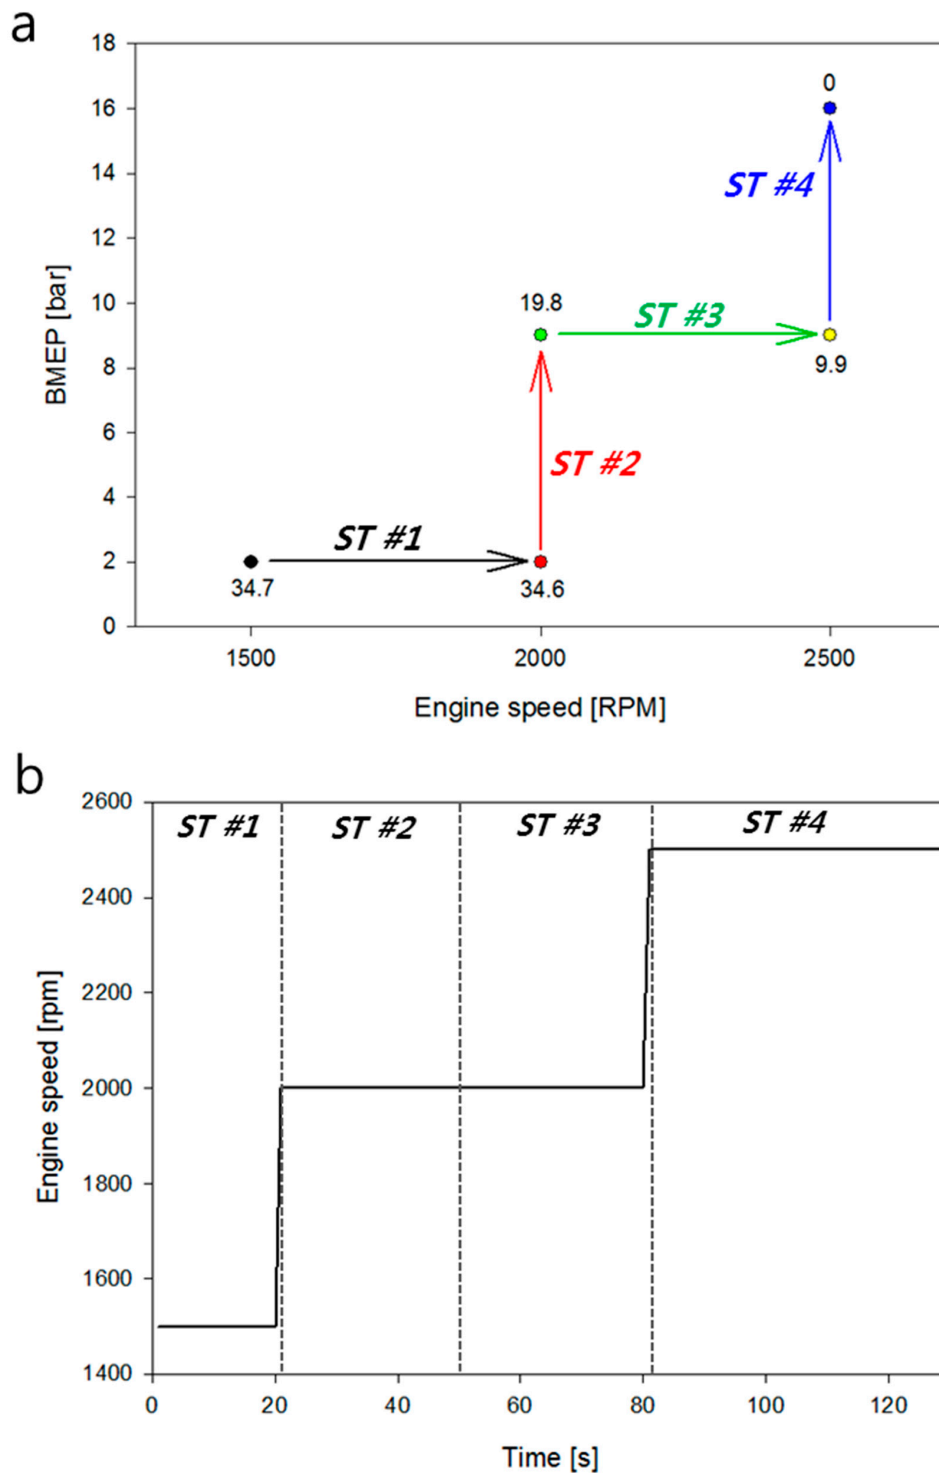 a
18
16
14
12
10
8
6
4
2
0
BMEP [bar]
0
ST #4
19.8
ST #3
9.9
ST #2
ST #1
34.7
34.6
1500 2000 2500
Engine speed [RPM]
b
2600
2400
2200
2000
1800
1600
1400
Engine speed [rpm]
ST #1 ST #2 ST #3 ST #4
0 20 40 60 80 100 120
Time [s]